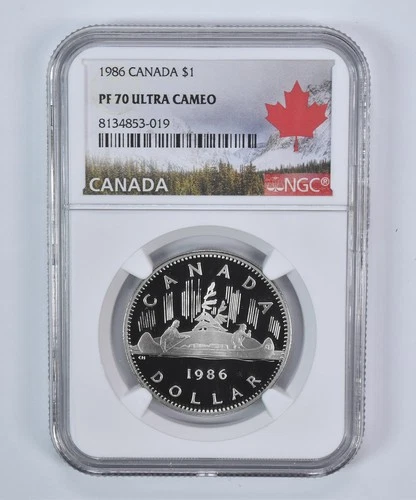 1986 CANADA $1
PF 70 ULTRA CAMEO
8134853-019
CANADA
NGC®
CANADA
1986
DOLLAR